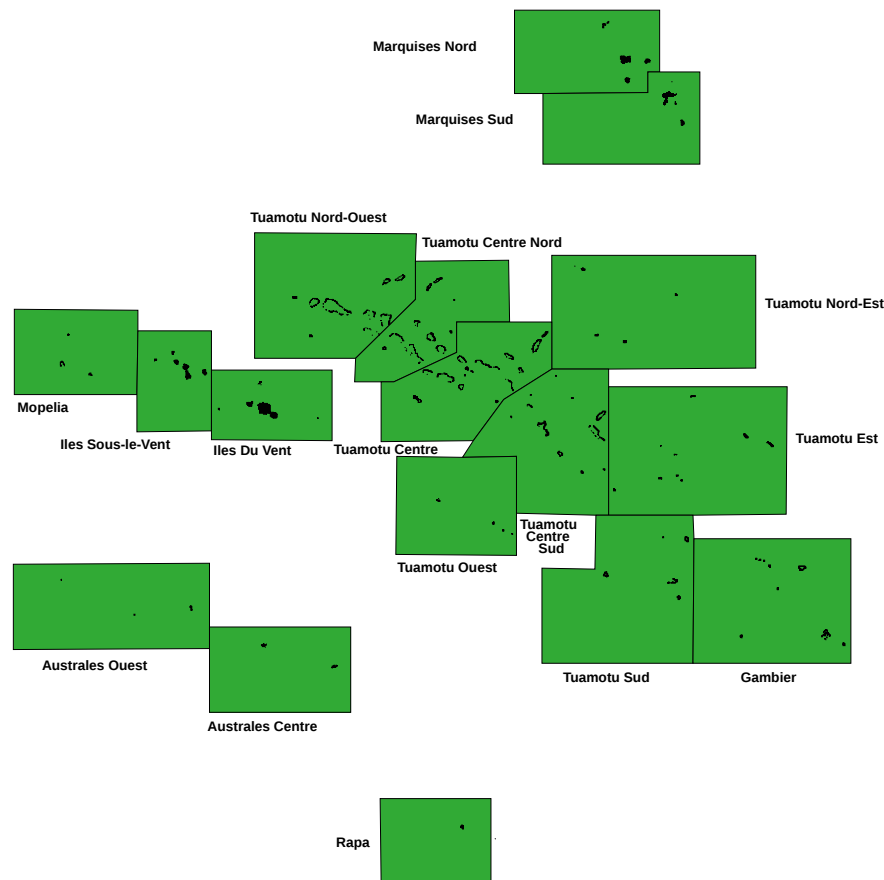 Marquises Nord
Marquises Sud
Tuamotu Nord-Ouest
Tuamotu Centre Nord
Tuamotu Nord-Est
Mopelia
Iles Sous-le-Vent
Iles Du Vent
Tuamotu Centre
Tuamotu Est
Tuamotu
Centre
Sud
Tuamotu Ouest
Australes Ouest
Tuamotu Sud
Gambier
Australes Centre
Rapa